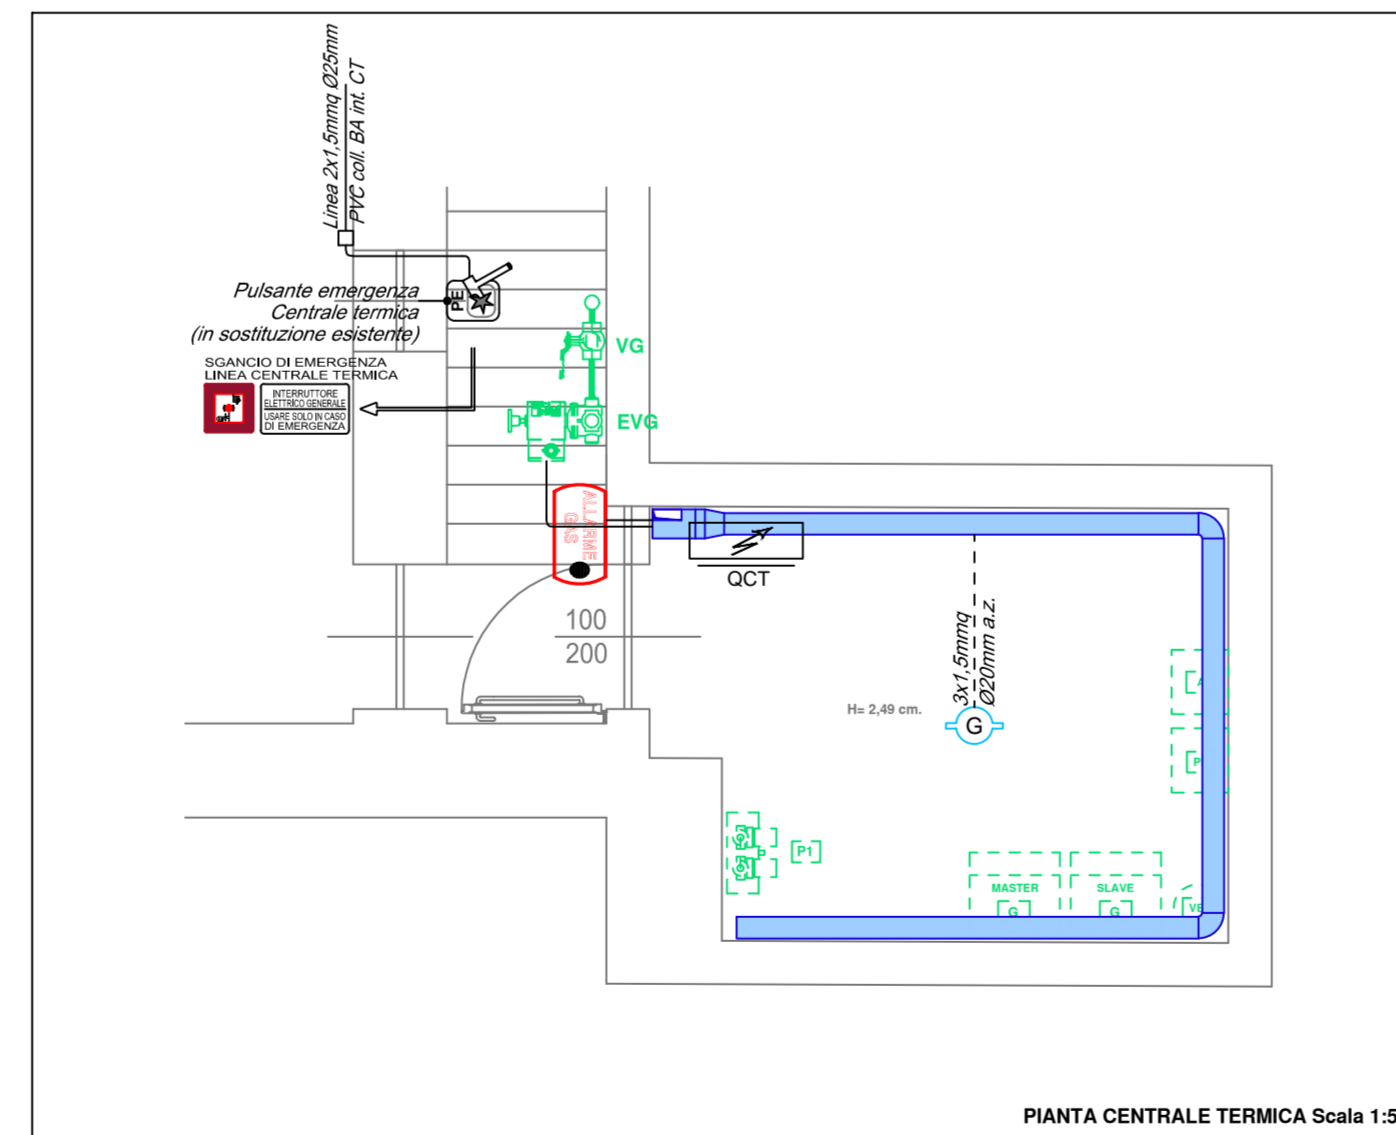 Linea 2x1,5mmq Ø25mm
PVC coll. BA int. CT
Pulsante emergenza
Centrale termica
(in sostituzione esistente)
PE
SGANCIO DI EMERGENZA
LINEA CENTRALE TERMICA
INTERRUTTORE
ELETTRICO GENERALE
USARE SOLO IN CASO
DI EMERGENZA
VG
EVG
ALLARME
GAS
QCT
100
200
3x1,5mmq
Ø20mm a.z.
H= 2,49 cm.
G
A
P
P1
MASTER
G
SLAVE
G
VE
PIANTA CENTRALE TERMICA Scala 1:5